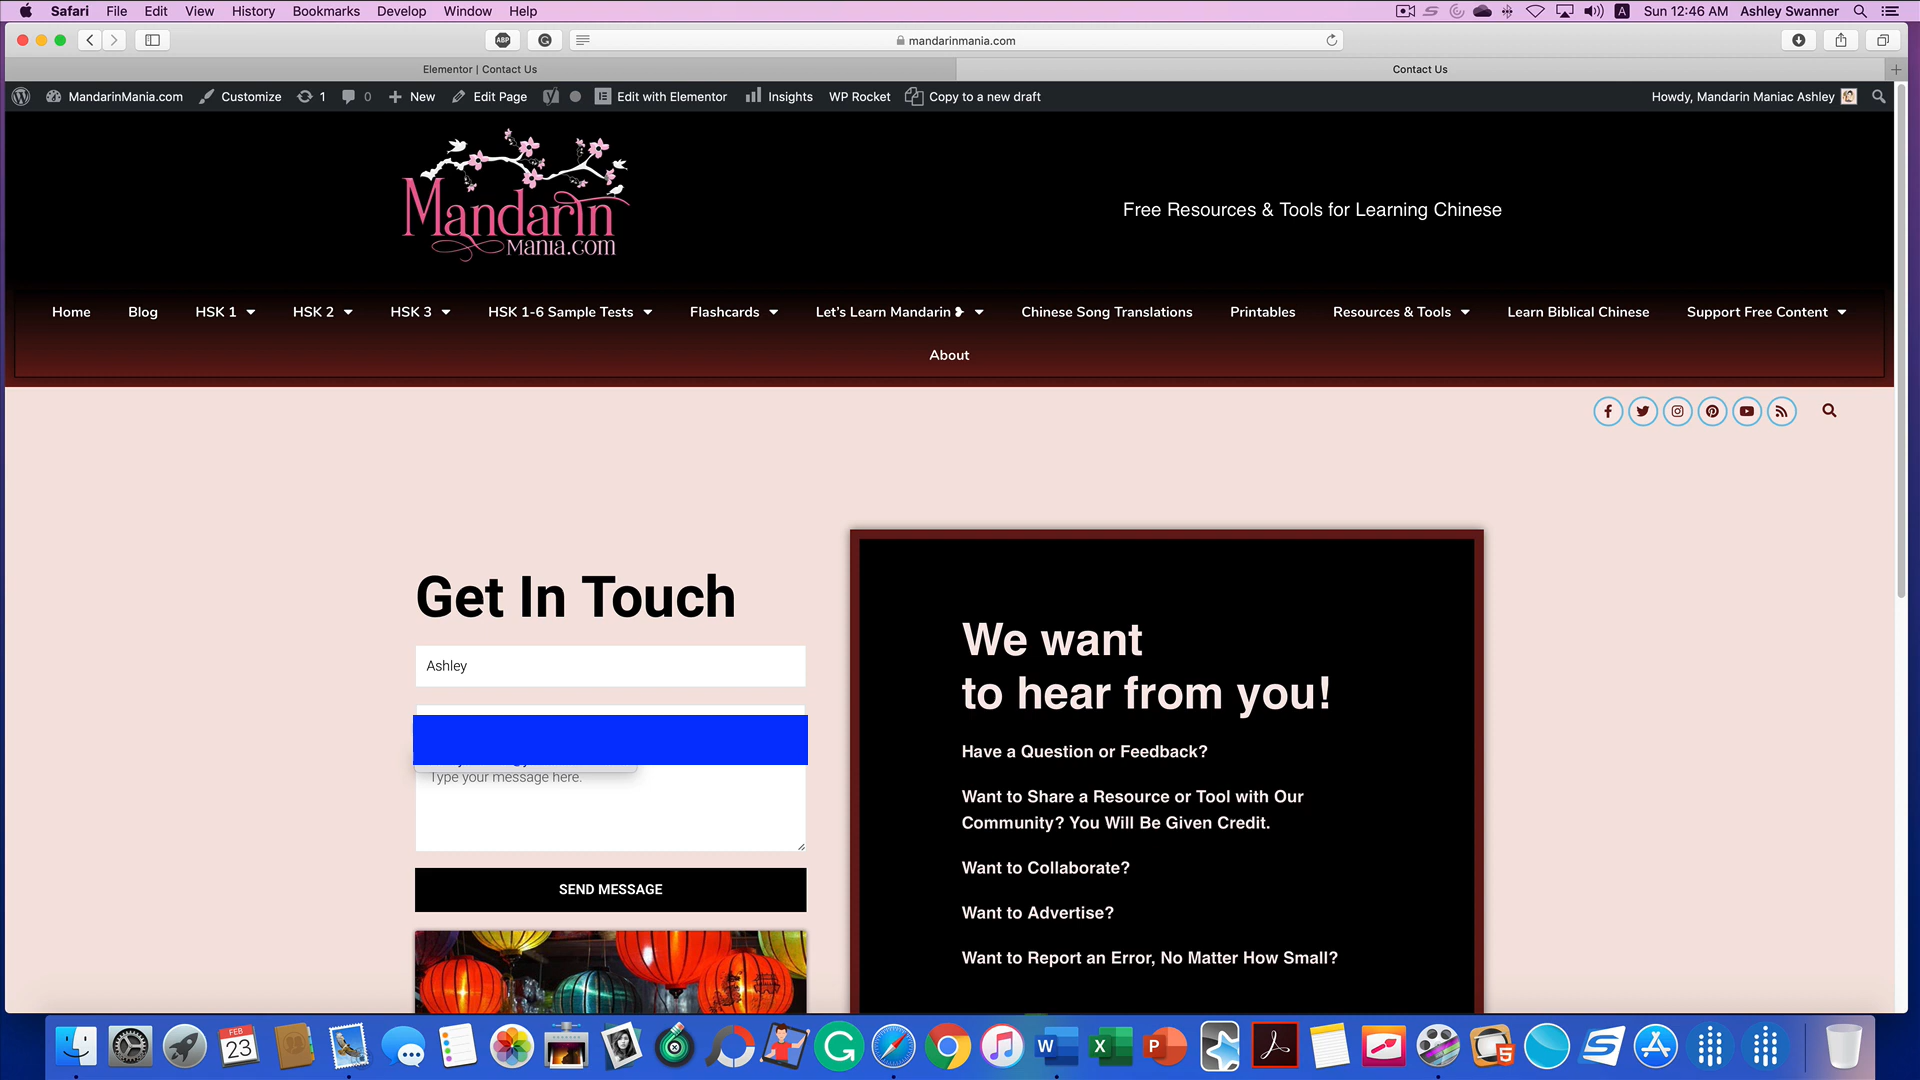 Safari File Edit View History Bookmarks Develop Window Help
A Sun 12:46 AM Ashley Swanner
ABP mandarinmania.com
Elementor | Contact Us Contact Us
MandarinMania.com Customize 1 0 New Edit Page Edit with Elementor Insights WP Rocket Copy to a new draft Howdy, Mandarin Maniac Ashley
Mandarin
Mania.com
Free Resources & Tools for Learning Chinese
Home Blog HSK 1 HSK 2 HSK 3 HSK 1-6 Sample Tests Flashcards Let's Learn Mandarin Chinese Song Translations Printables Resources & Tools Learn Biblical Chinese Support Free Content
About
Get In Touch
Ashley
Type your message here.
SEND MESSAGE
We want
to hear from you!
Have a Question or Feedback?
Want to Share a Resource or Tool with Our
Community? You Will Be Given Credit.
Want to Collaborate?
Want to Advertise?
Want to Report an Error, No Matter How Small?
FEB
23
W X P 5